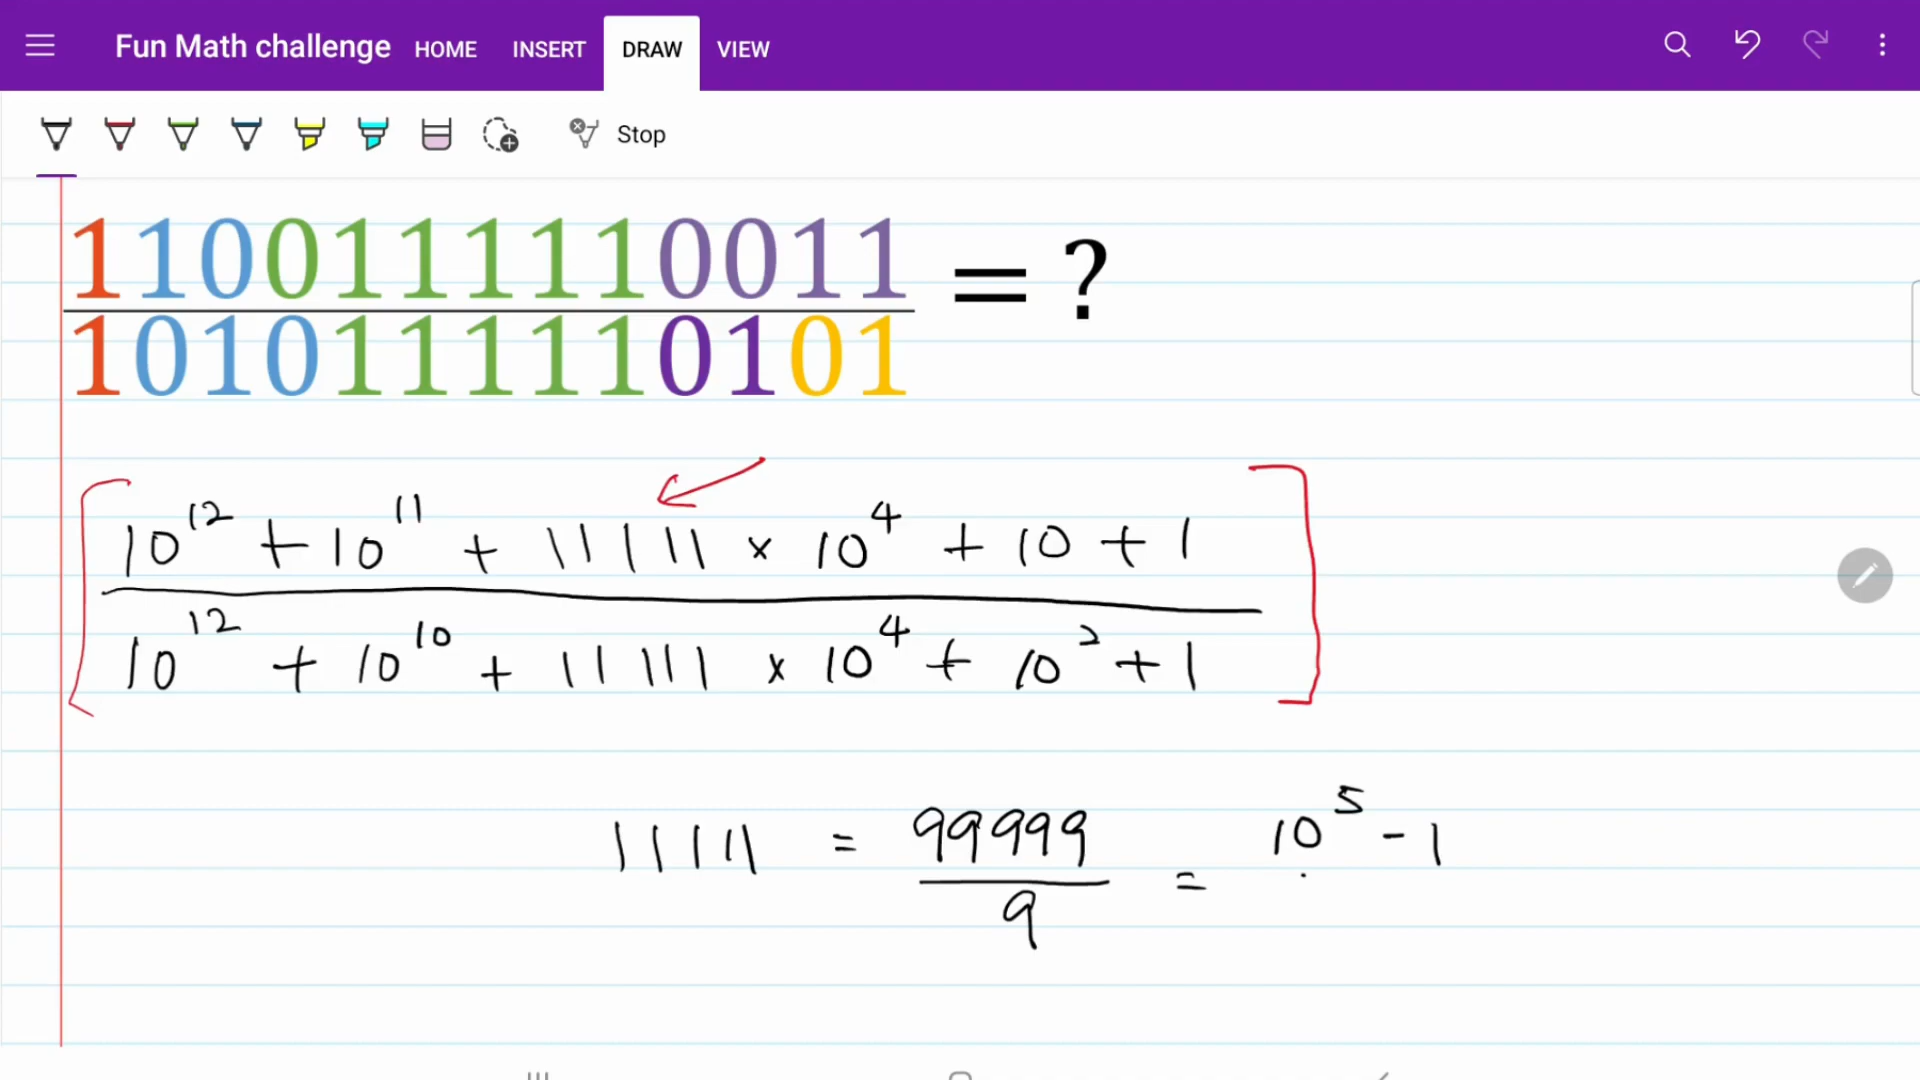 Fun Math challenge HOME INSERT DRAW VIEW
Stop
1100111110011 = ?
1010111110101
10^12 + 10^11 + 11111 × 10^4 + 10 + 1
10^12 + 10^10 + 11111 × 10^4 + 10^2 + 1
11111 = 99999 / 9 = 10^5 - 1